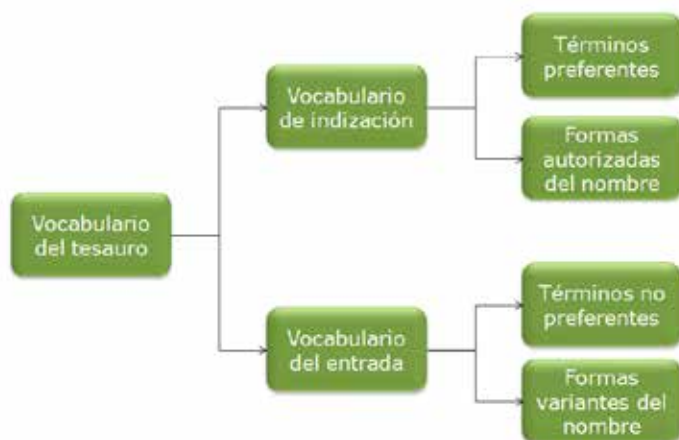 Vocabulario
del tesauro
Vocabulario
de indización
Términos
preferentes
Formas
autorizadas
del nombre
Vocabulario
del entrada
Términos no
preferentes
Formas
variantes del
nombre